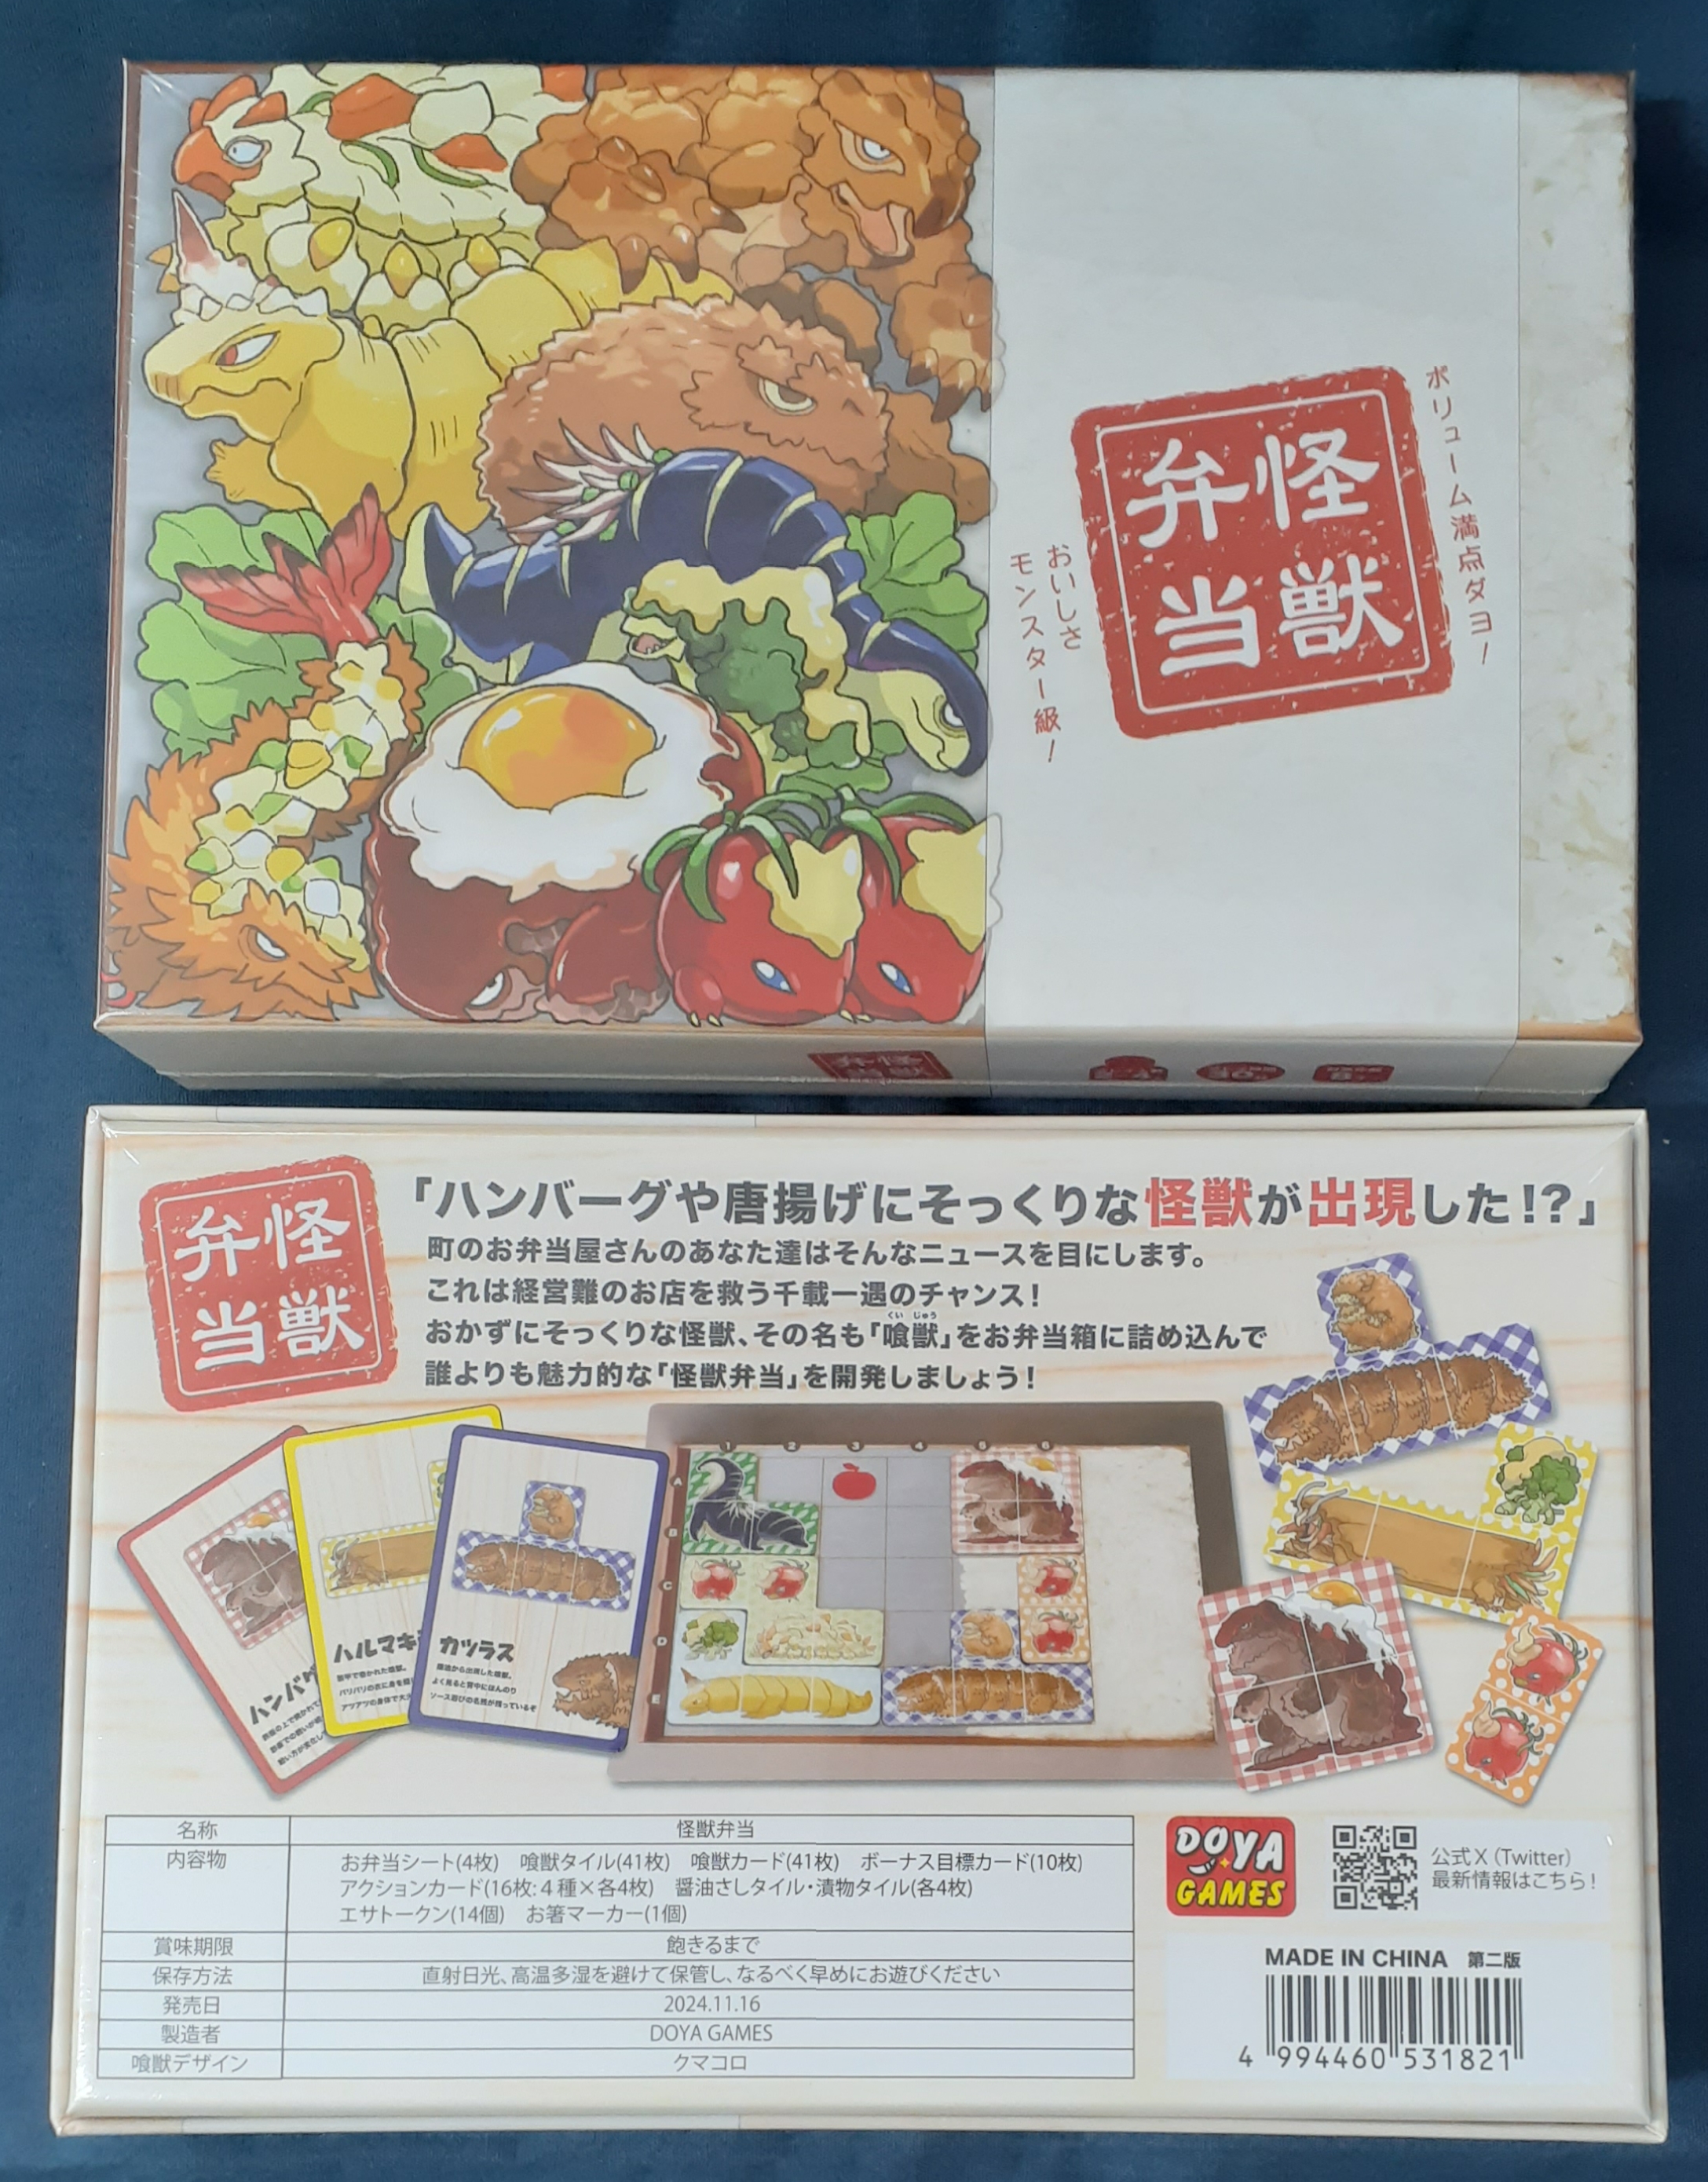 ボリューム満点ダヨ！
怪獣
弁当
おいしさ
モンスター級！
怪獣
弁当
「ハンバーグや唐揚げにそっくりな怪獣が出現した!?」
町のお弁当屋さんのあなた達はそんなニュースを目にします。
これは経営難のお店を救う千載一遇のチャンス！
くい じゅう
おかずにそっくりな怪獣、その名も「喰獣」をお弁当箱に詰め込んで
誰よりも魅力的な「怪獣弁当」を開発しましょう！
ハンバ
ハルマキ
カツラス
1 2 3 4 5 6
A
B
C
D
E
名称 怪獣弁当
内容物 お弁当シート(4枚) 喰獣タイル(41枚) 喰獣カード(41枚) ボーナス目標カード(10枚)
アクションカード(16枚:４種×各4枚) 醤油さしタイル・漬物タイル(各4枚)
エサトークン(14個) お箸マーカー(1個)
賞味期限 飽きるまで
保存方法 直射日光、高温多湿を避けて保管し、なるべく早めにお遊びください
発売日 2024.11.16
製造者 DOYA GAMES
喰獣デザイン クマコロ
DOYA
GAMES
公式X（Twitter）
最新情報はこちら！
MADE IN CHINA 第二版
4 994460 531821